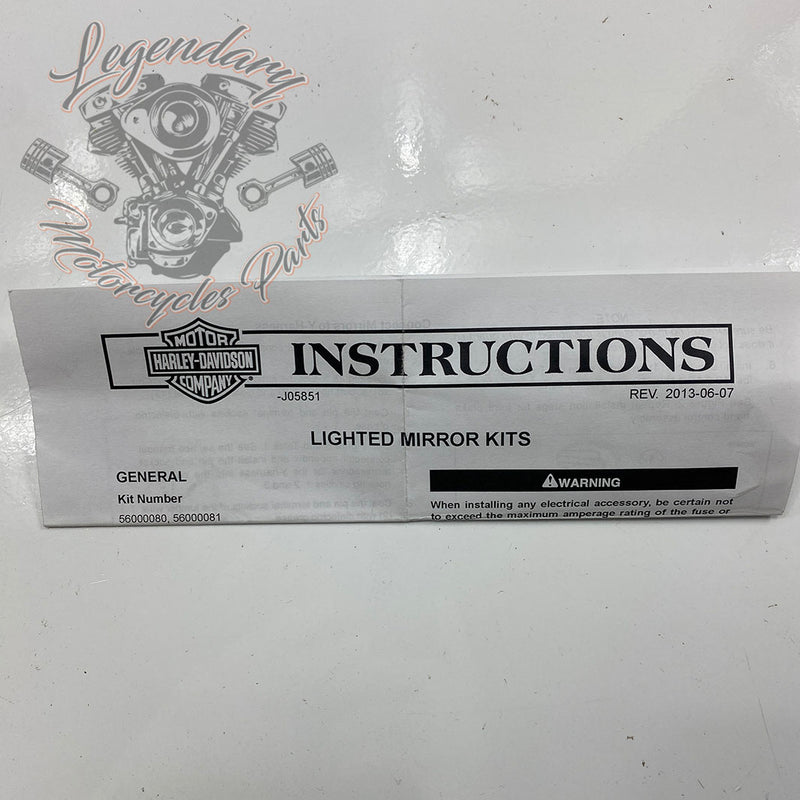 Legendary
Motorcycles Parts
MOTOR
HARLEY-DAVIDSON
COMPANY
INSTRUCTIONS
-J05851
REV. 2013-06-07
LIGHTED MIRROR KITS
GENERAL
Kit Number
56000080, 56000081
WARNING
When installing any electrical accessory, be certain not
to exceed the maximum amperage rating of the fuse or